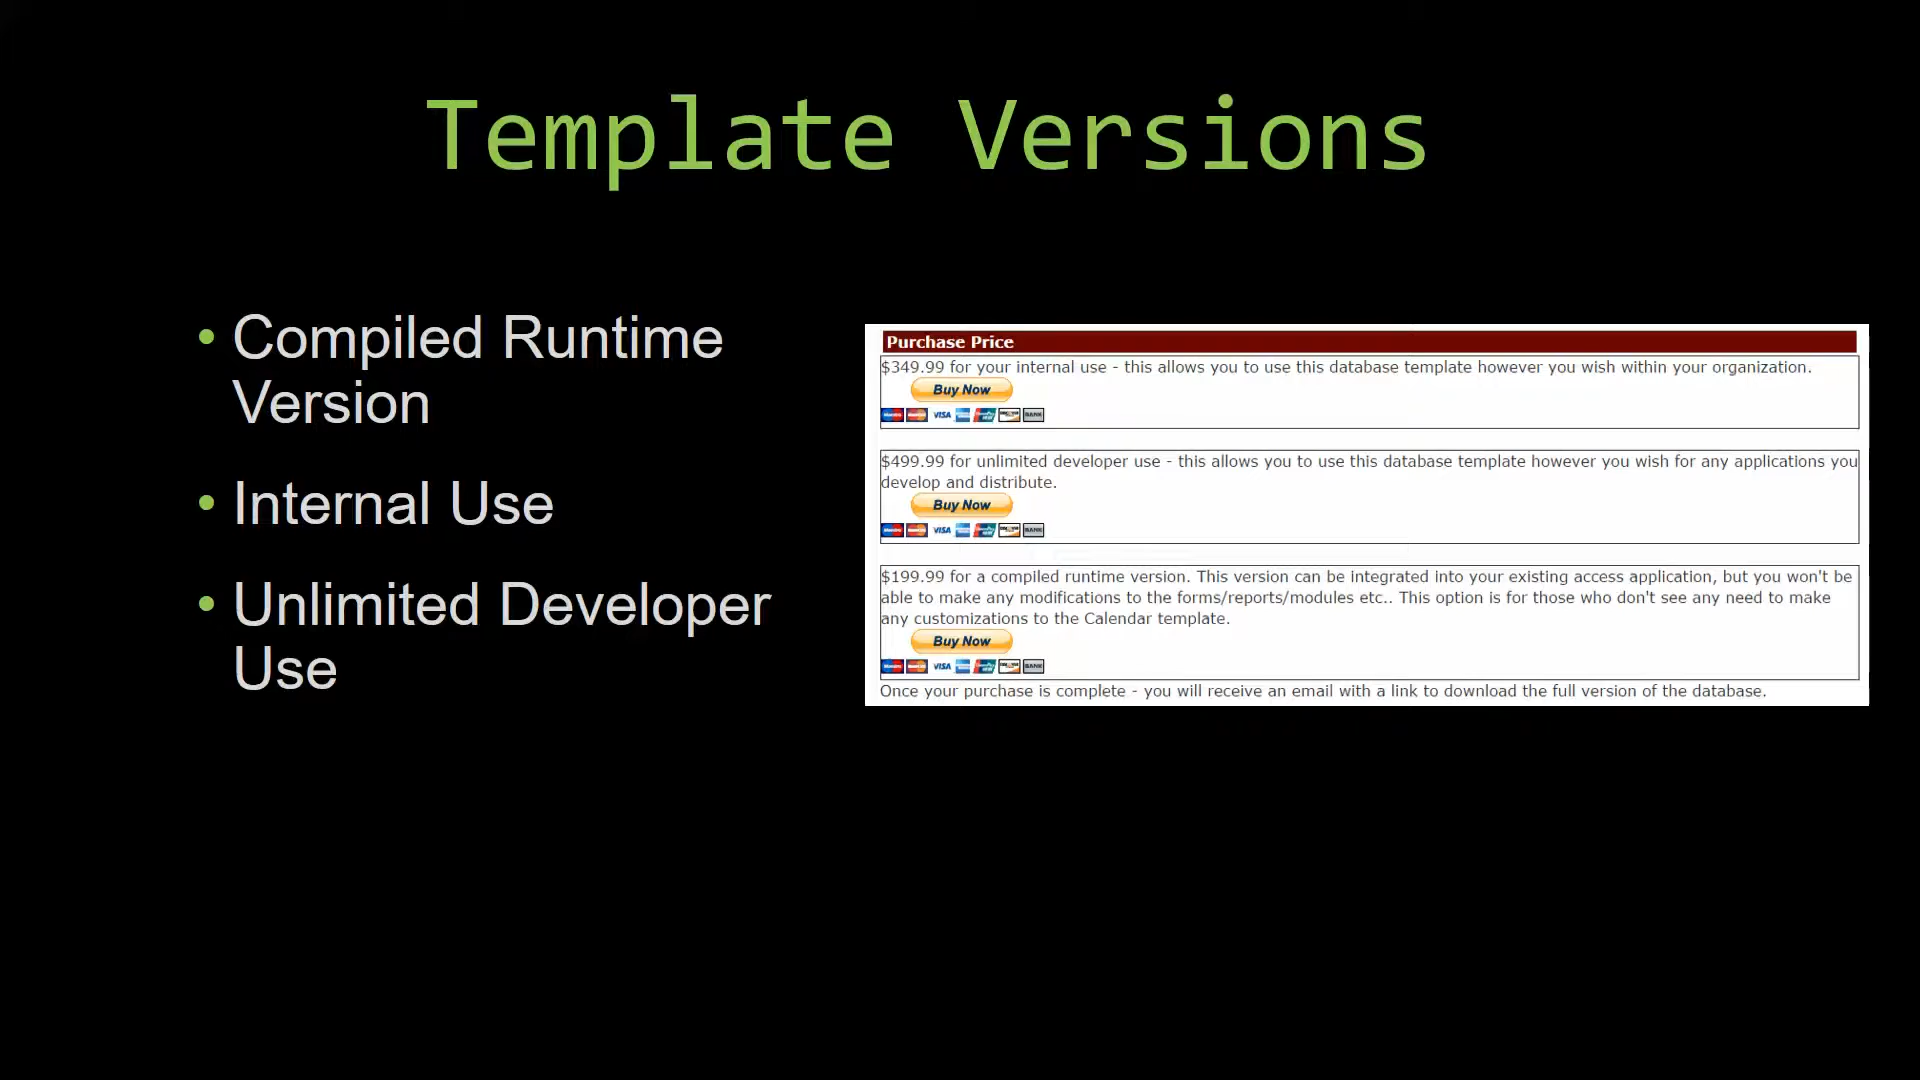 Template Versions
• Compiled Runtime
Version
• Internal Use
• Unlimited Developer
Use
Purchase Price
$349.99 for your internal use - this allows you to use this database template however you wish within your organization.
Buy Now
VISA BANK
$499.99 for unlimited developer use - this allows you to use this database template however you wish for any applications you
develop and distribute.
Buy Now
VISA BANK
$199.99 for a compiled runtime version. This version can be integrated into your existing access application, but you won't be
able to make any modifications to the forms/reports/modules etc.. This option is for those who don't see any need to make
any customizations to the Calendar template.
Buy Now
VISA BANK
Once your purchase is complete - you will receive an email with a link to download the full version of the database.